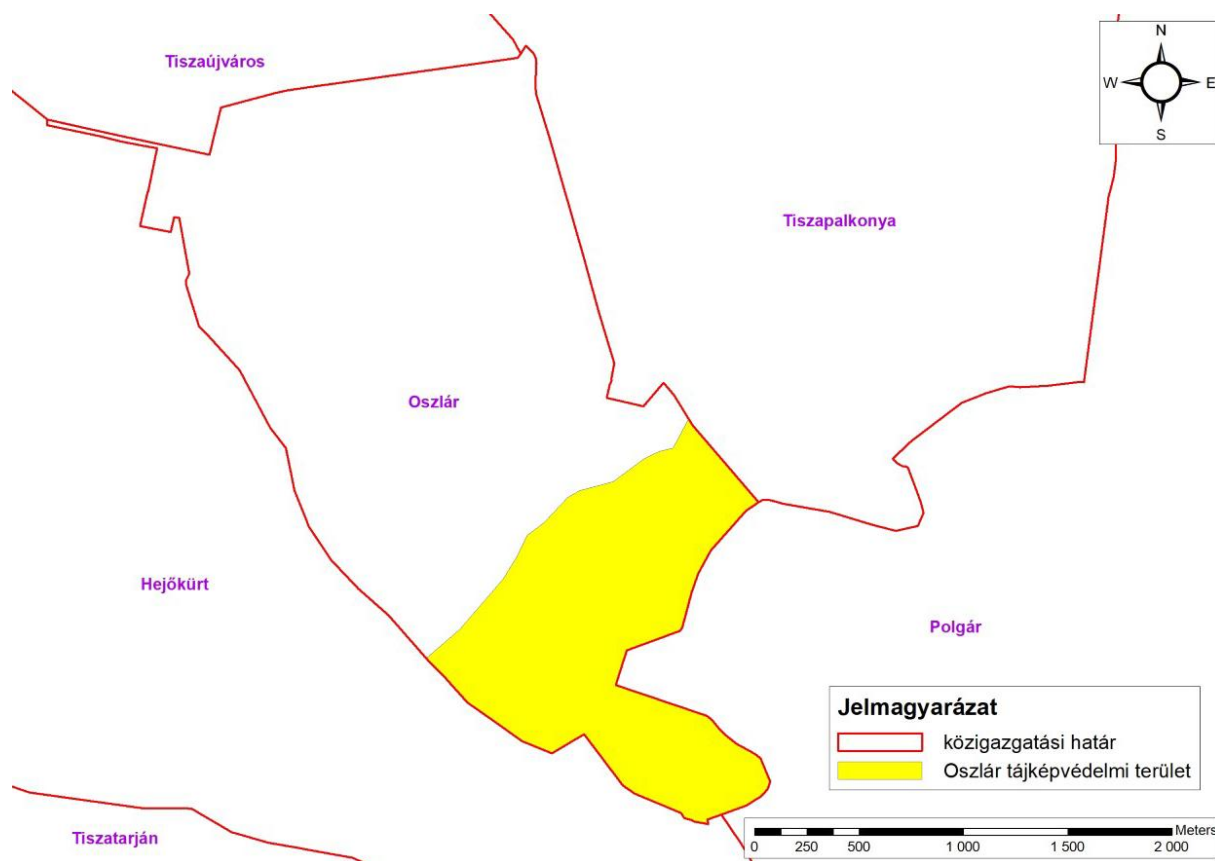 Tiszaújváros
N
W
E
S
Tiszapalkonya
Oszlár
Hejőkürt
Polgár
Jelmagyarázat
közigazgatási határ
Oszlár tájképvédelmi terület
Tiszatarján
Meters
0 250 500 1 000 1 500 2 000